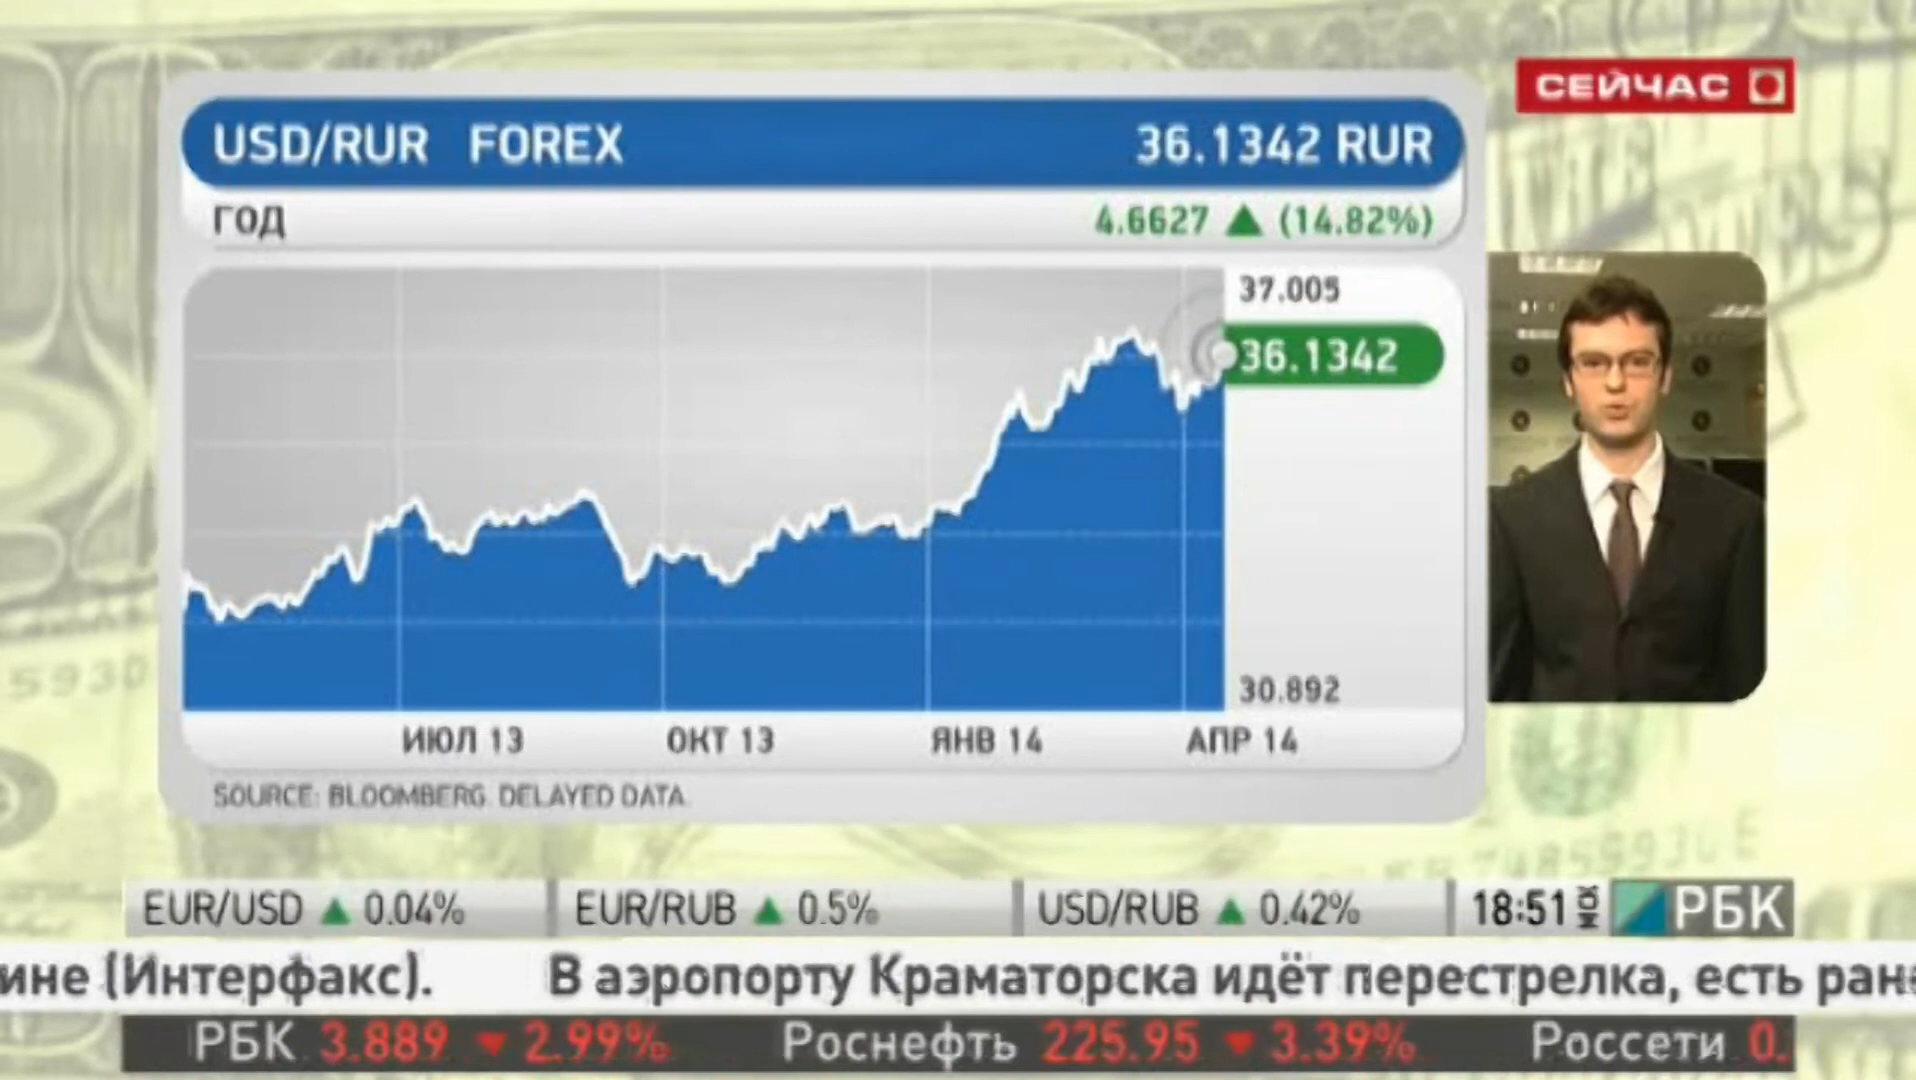 СЕЙЧАС
USD/RUR FOREX 36.1342 RUR
ГОД 4.6627 ▲ (14.82%)
37.005
36.1342
30.892
ИЮЛ 13 ОКТ 13 ЯНВ 14 АПР 14
SOURCE: BLOOMBERG. DELAYED DATA.
EUR/USD ▲ 0.04% EUR/RUB ▲ 0.5% USD/RUB ▲ 0.42% 18:51 МСК РБК
ине (Интерфакс). В аэропорту Краматорска идёт перестрелка, есть ран
РБК 3.889 ▼ 2.99% Роснефть 225.95 ▼ 3.39% Россети 0.